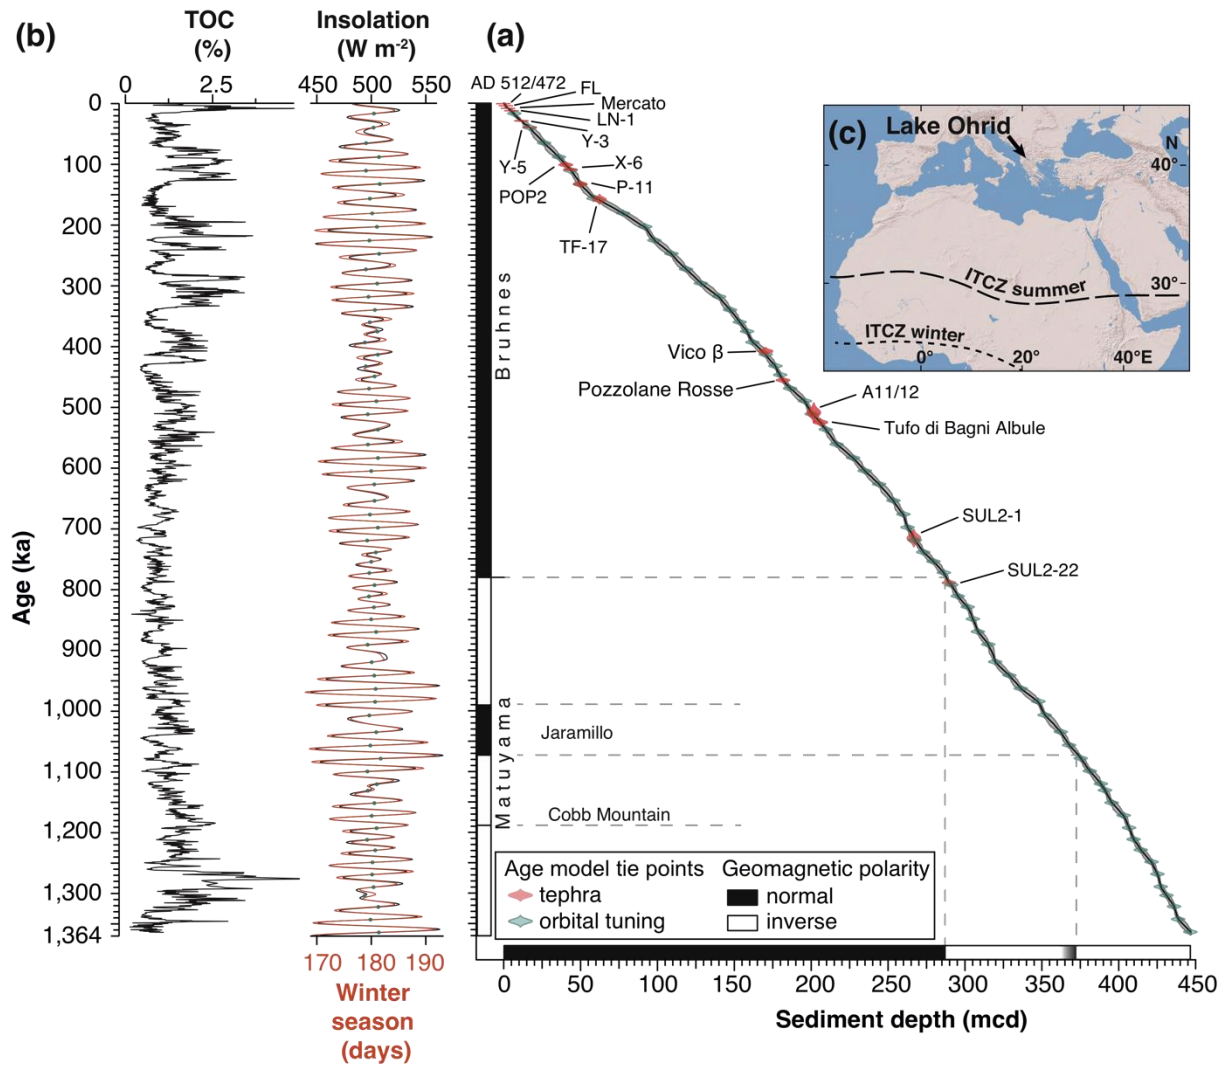 (b)
TOC
(%)
Insolation
(W m-2)
(a)
0
2.5
450
500
550
AD 512/472
FL
Mercato
LN-1
Y-3
Y-5
X-6
POP2
P-11
TF-17
Vico β
Pozzolane Rosse
A11/12
Tufo di Bagni Albule
SUL2-1
SUL2-22
(c)
Lake Ohrid
N
40°
30°
ITCZ summer
ITCZ winter
0°
20°
40°E
Age (ka)
0
100
200
300
400
500
600
700
800
900
1,000
1,100
1,200
1,300
1,364
Bruhnes
Matuyama
Jaramillo
Cobb Mountain
Age model tie points
tephra
orbital tuning
Geomagnetic polarity
normal
inverse
170
180
190
Winter
season
(days)
0
50
100
150
200
250
300
350
400
450
Sediment depth (mcd)